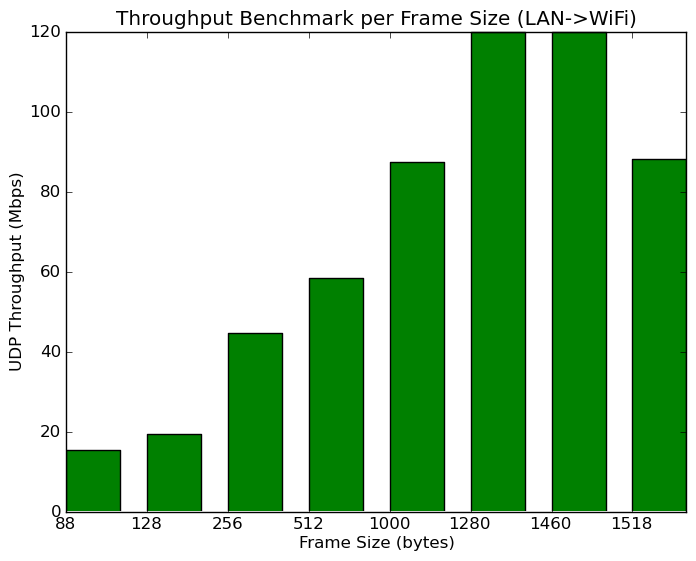 Throughput Benchmark per Frame Size (LAN->WiFi)
120
100
80
60
40
20
0
UDP Throughput (Mbps)
88 128 256 512 1000 1280 1460 1518
Frame Size (bytes)